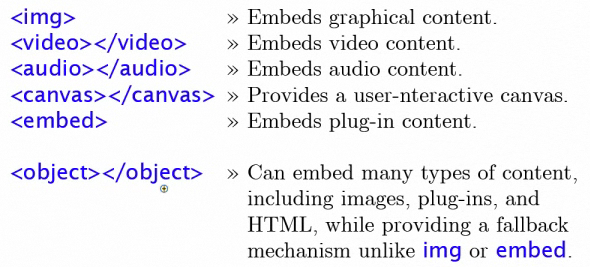 <img> » Embeds graphical content.
<video></video> » Embeds video content.
<audio></audio> » Embeds audio content.
<canvas></canvas> » Provides a user-nteractive canvas.
<embed> » Embeds plug-in content.
<object></object> » Can embed many types of content,
including images, plug-ins, and
HTML, while providing a fallback
mechanism unlike img or embed.